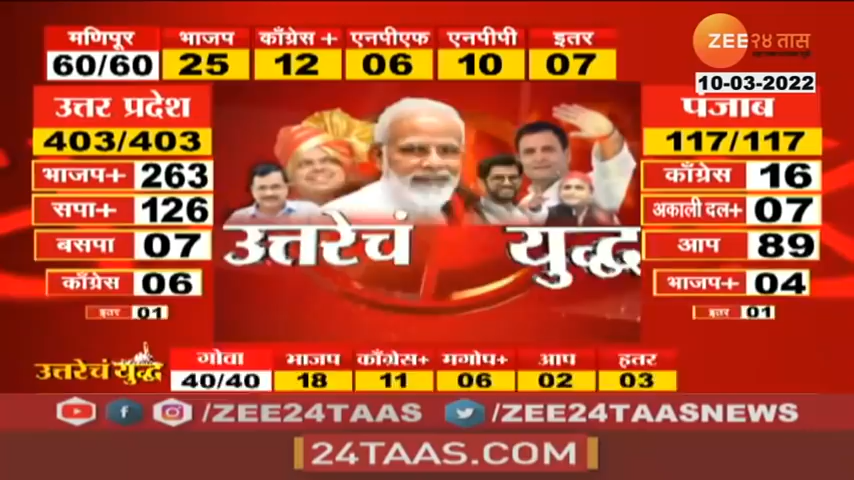 मणिपूर भाजप काँग्रेस + एनपीएफ एनपीपी इतर
60/60 25 12 06 10 07
ZEE २४ तास
10-03-2022
उत्तर प्रदेश
403/403
भाजप+ 263
सपा+ 126
बसपा 07
काँग्रेस 06
इतर 01
उत्तरेचं युद्ध
पंजाब
117/117
काँग्रेस 16
अकाली दल+ 07
आप 89
भाजप+ 04
इतर 01
उत्तरेचं युद्ध
गोवा भाजप काँग्रेस+ मगोप+ आप इतर
40/40 18 11 06 02 03
/ZEE24TAAS /ZEE24TAASNEWS
24TAAS.COM